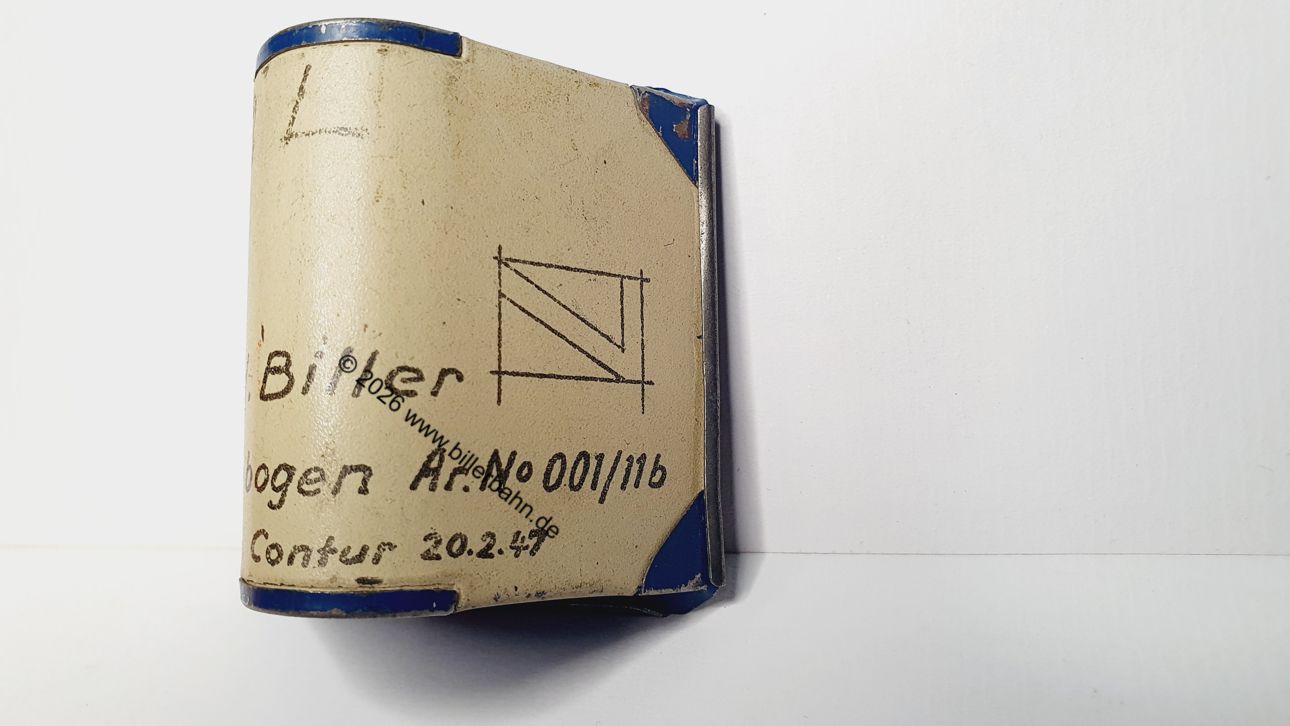 L
Biller
bogen Ar.No 001/11b
Contur 20.2.47
© 2026 www.billerbahn.de